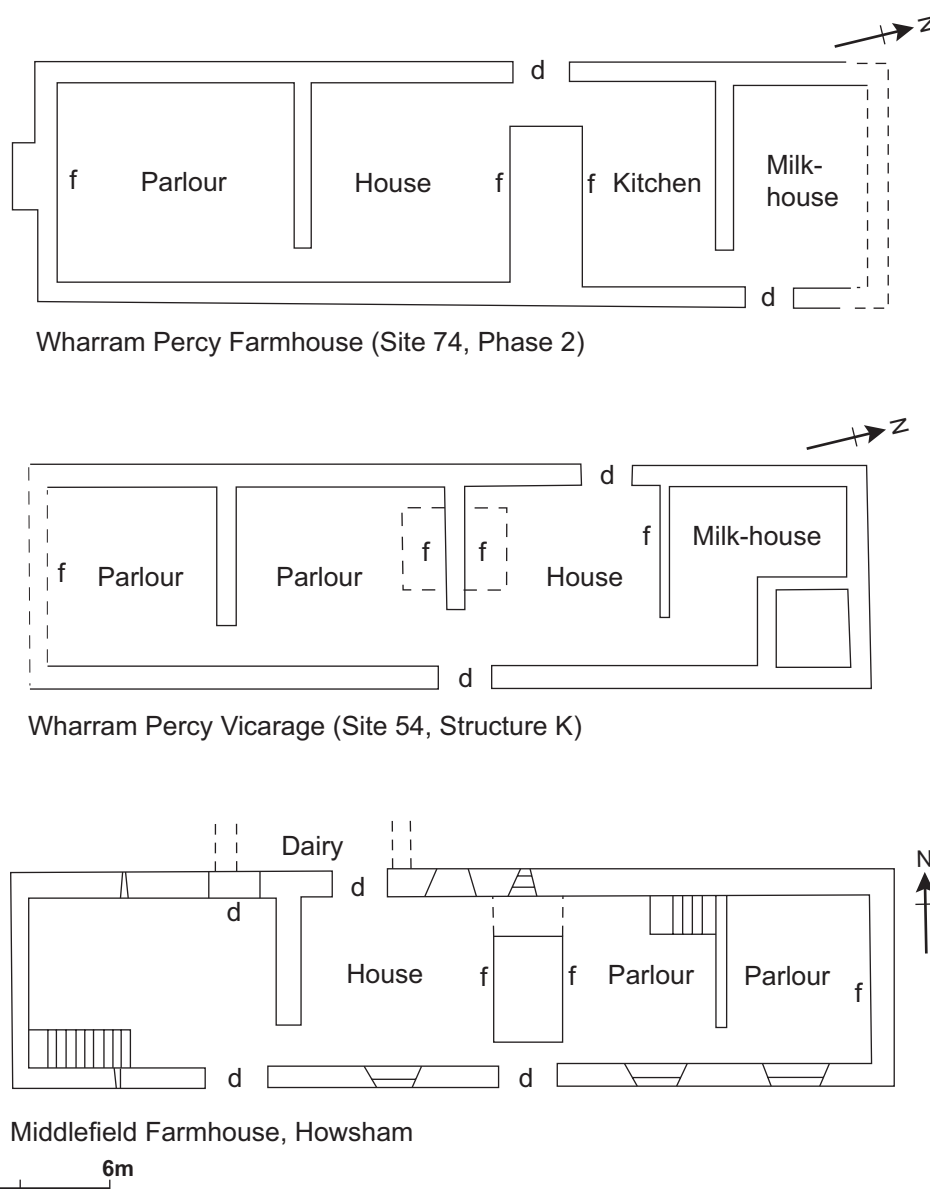 N
d
f
Parlour
House
f
f
Kitchen
Milk-
house
d
Wharram Percy Farmhouse (Site 74, Phase 2)
N
d
f
Parlour
Parlour
f
f
House
f
Milk-house
d
Wharram Percy Vicarage (Site 54, Structure K)
Dairy
N
d
d
House
f
f
Parlour
Parlour
f
d
d
Middlefield Farmhouse, Howsham
6m